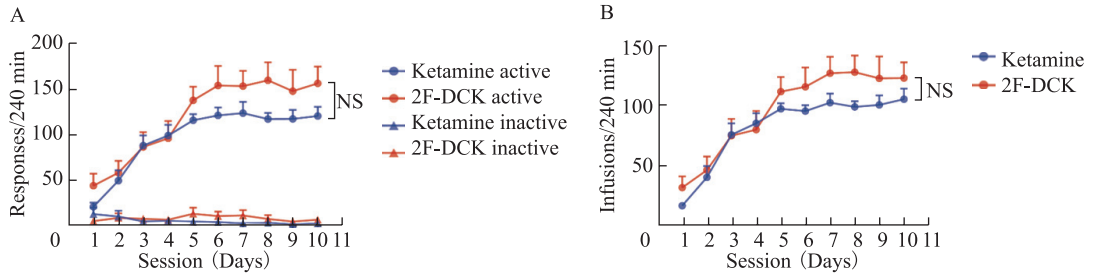 A
Responses/240 min
200
150
100
50
0
1 2 3 4 5 6 7 8 9 10 11
Session (Days)
NS
Ketamine active
2F-DCK active
Ketamine inactive
2F-DCK inactive
B
Infusions/240 min
150
100
50
0
1 2 3 4 5 6 7 8 9 10 11
Session (Days)
NS
Ketamine
2F-DCK